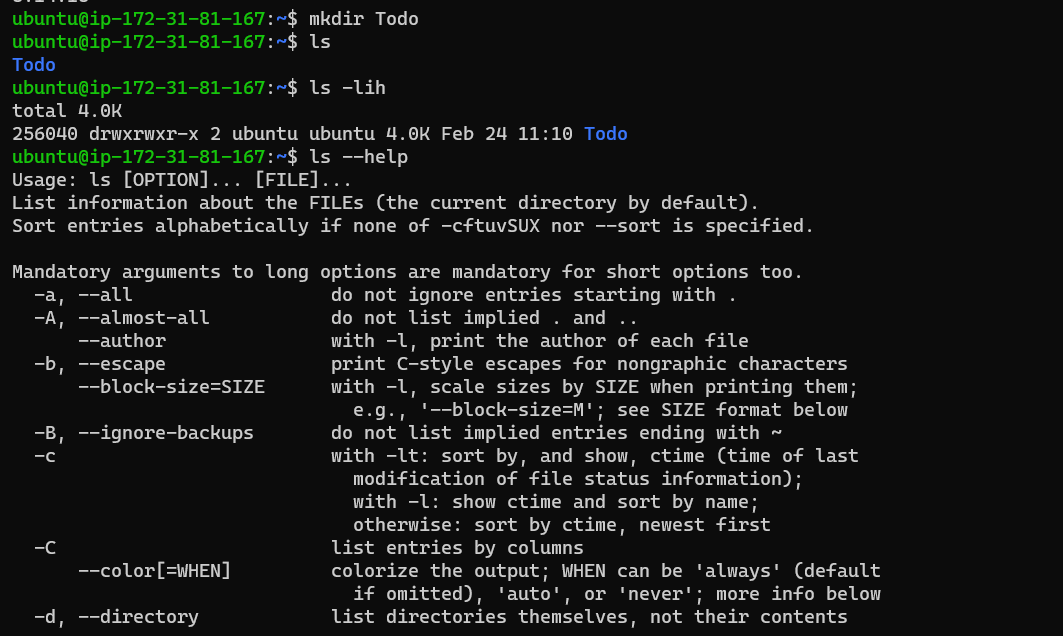 ubuntu@ip-172-31-81-167:~$ mkdir Todo
ubuntu@ip-172-31-81-167:~$ ls
Todo
ubuntu@ip-172-31-81-167:~$ ls -lih
total 4.0K
256040 drwxrwxr-x 2 ubuntu ubuntu 4.0K Feb 24 11:10 Todo
ubuntu@ip-172-31-81-167:~$ ls --help
Usage: ls [OPTION]... [FILE]...
List information about the FILEs (the current directory by default).
Sort entries alphabetically if none of -cftuvSUX nor --sort is specified.

Mandatory arguments to long options are mandatory for short options too.
  -a, --all                  do not ignore entries starting with .
  -A, --almost-all           do not list implied . and ..
      --author               with -l, print the author of each file
  -b, --escape               print C-style escapes for nongraphic characters
      --block-size=SIZE      with -l, scale sizes by SIZE when printing them;
                               e.g., '--block-size=M'; see SIZE format below
  -B, --ignore-backups       do not list implied entries ending with ~
  -c                         with -lt: sort by, and show, ctime (time of last
                               modification of file status information);
                               with -l: show ctime and sort by name;
                               otherwise: sort by ctime, newest first
  -C                         list entries by columns
      --color[=WHEN]         colorize the output; WHEN can be 'always' (default
                               if omitted), 'auto', or 'never'; more info below
  -d, --directory            list directories themselves, not their contents